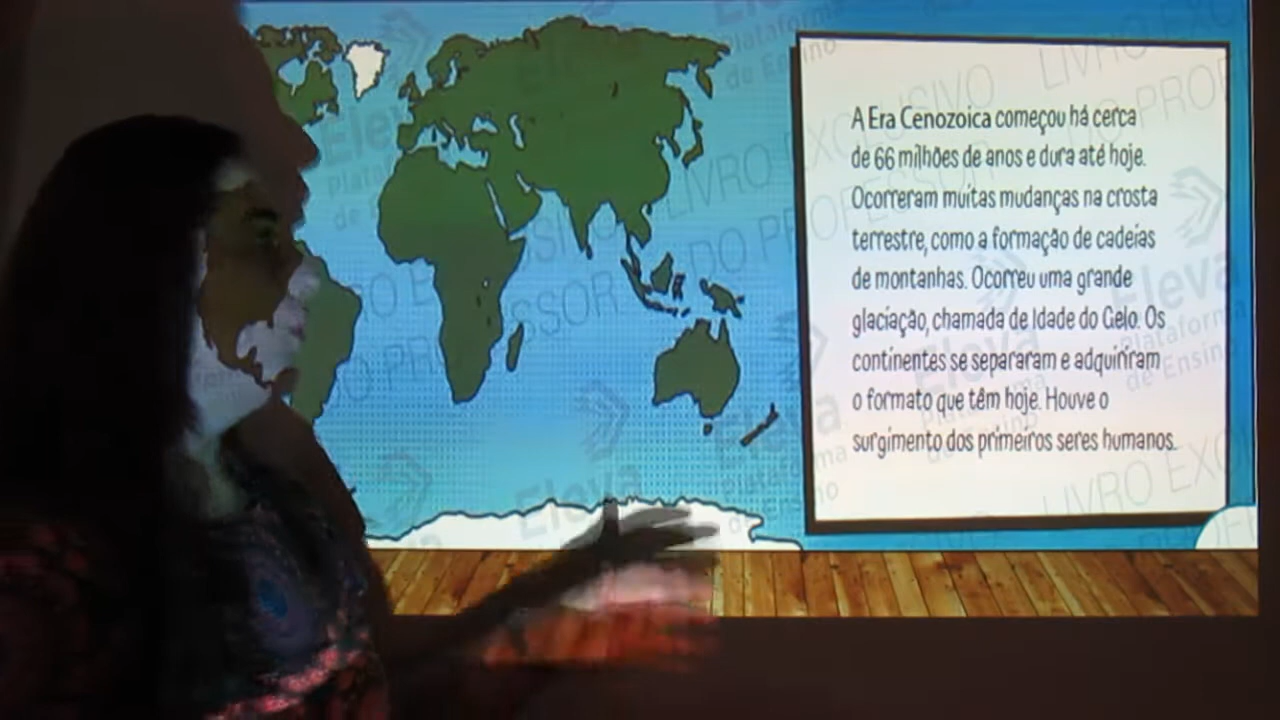 A Era Cenozoica começou há cerca
de 66 milhões de anos e dura até hoje.
Ocorreram muitas mudanças na crosta
terrestre, como a formação de cadeias
de montanhas. Ocorreu uma grande
glaciação, chamada de Idade do Gelo. Os
continentes se separaram e adquiriram
o formato que têm hoje. Houve o
surgimento dos primeiros seres humanos.